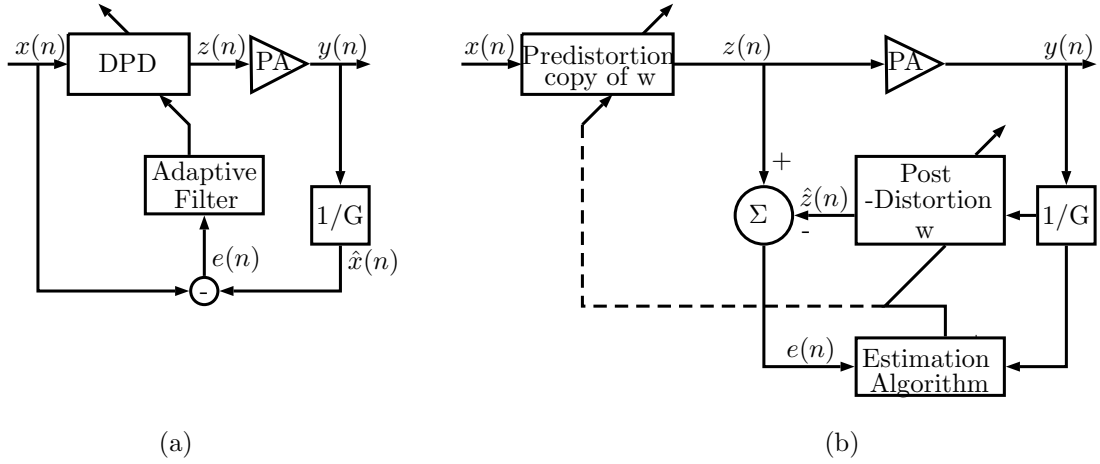 x(n)
DPD
z(n)
PA
y(n)
Adaptive
Filter
1/G
e(n)
x̂(n)
-
(a)
x(n)
Predistortion
copy of w
z(n)
PA
y(n)
+
Σ
ẑ(n)
-
Post
-Distortion
w
1/G
e(n)
Estimation
Algorithm
(b)